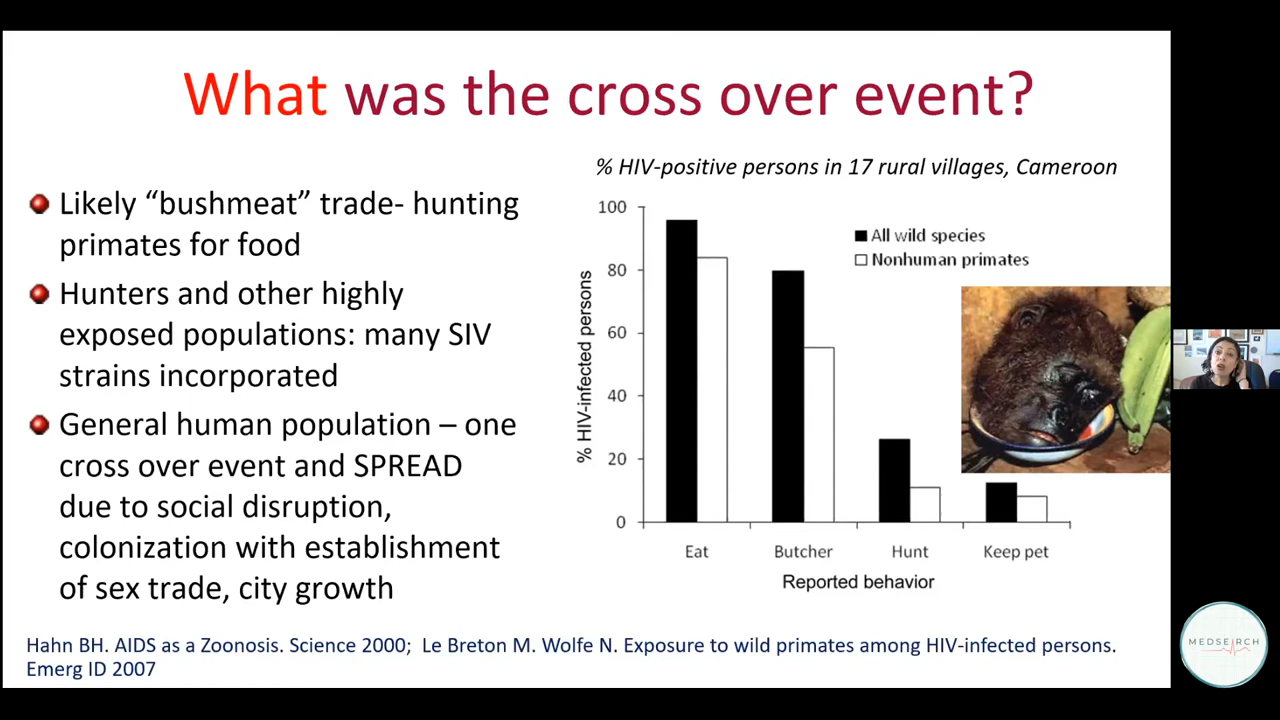 What was the cross over event?
Likely “bushmeat” trade- hunting
primates for food
Hunters and other highly
exposed populations: many SIV
strains incorporated
General human population – one
cross over event and SPREAD
due to social disruption,
colonization with establishment
of sex trade, city growth
% HIV-positive persons in 17 rural villages, Cameroon
% HIV-infected persons
100
80
60
40
20
0
All wild species
Nonhuman primates
Eat
Butcher
Hunt
Keep pet
Reported behavior
Hahn BH. AIDS as a Zoonosis. Science 2000; Le Breton M. Wolfe N. Exposure to wild primates among HIV-infected persons.
Emerg ID 2007
MEDSEARCH